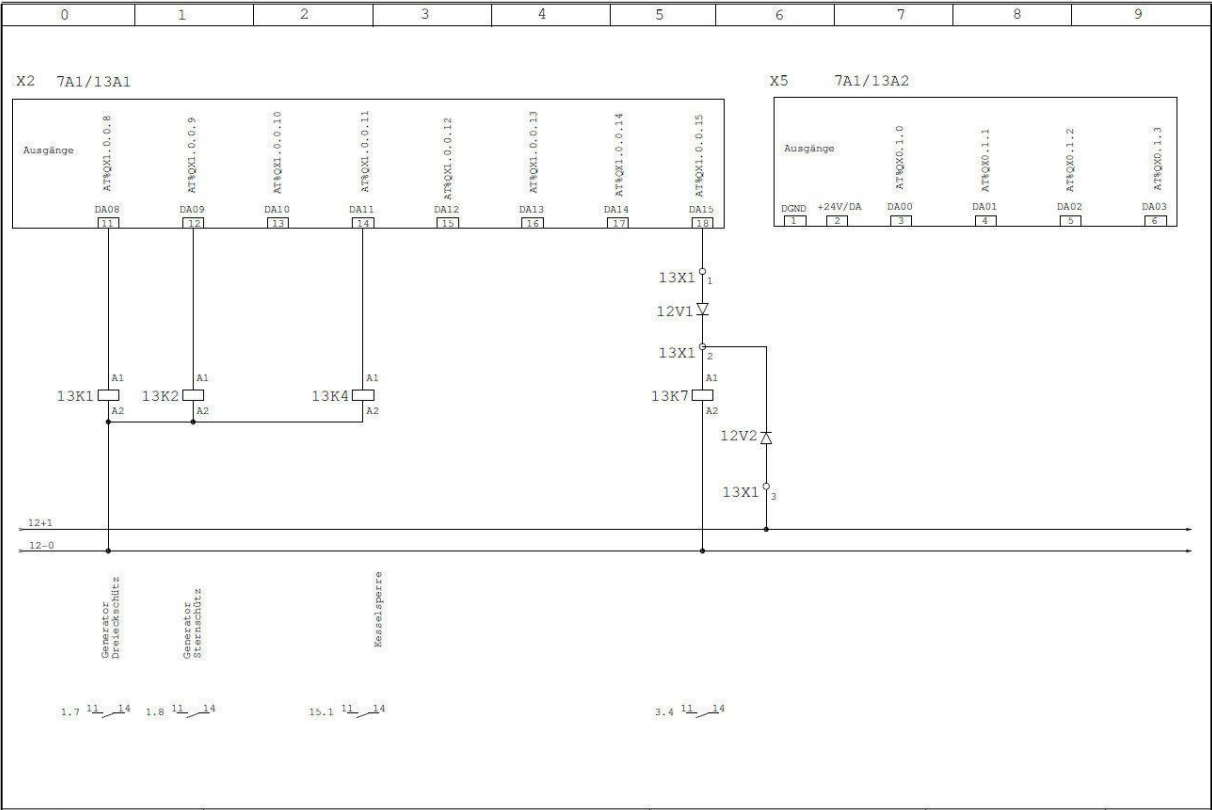 0 1 2 3 4 5 6 7 8 9
X2 7A1/13A1
X5 7A1/13A2
Ausgänge
AT%QX1.0.0.8
AT%QX1.0.0.9
AT%QX1.0.0.10
AT%QX1.0.0.11
AT%QX1.0.0.12
AT%QX1.0.0.13
AT%QX1.0.0.14
AT%QX1.0.0.15
DA08 DA09 DA10 DA11 DA12 DA13 DA14 DA15
11 12 13 14 15 16 17 18
Ausgänge
AT%QX0.1.0
AT%QX0.1.1
AT%QX0.1.2
AT%QX0.1.3
DGND +24V/DA DA00 DA01 DA02 DA03
1 2 3 4 5 6
13X1 1
12V1
13X1 2
A1 A1 A1 A1
13K1 13K2 13K4 13K7
A2 A2 A2 A2
12V2
13X1 3
12+1
12-0
Generator
Dreieckschütz
Generator
Sternschütz
Kesselsperre
1.7 11 14
1.8 11 14
15.1 11 14
3.4 11 14